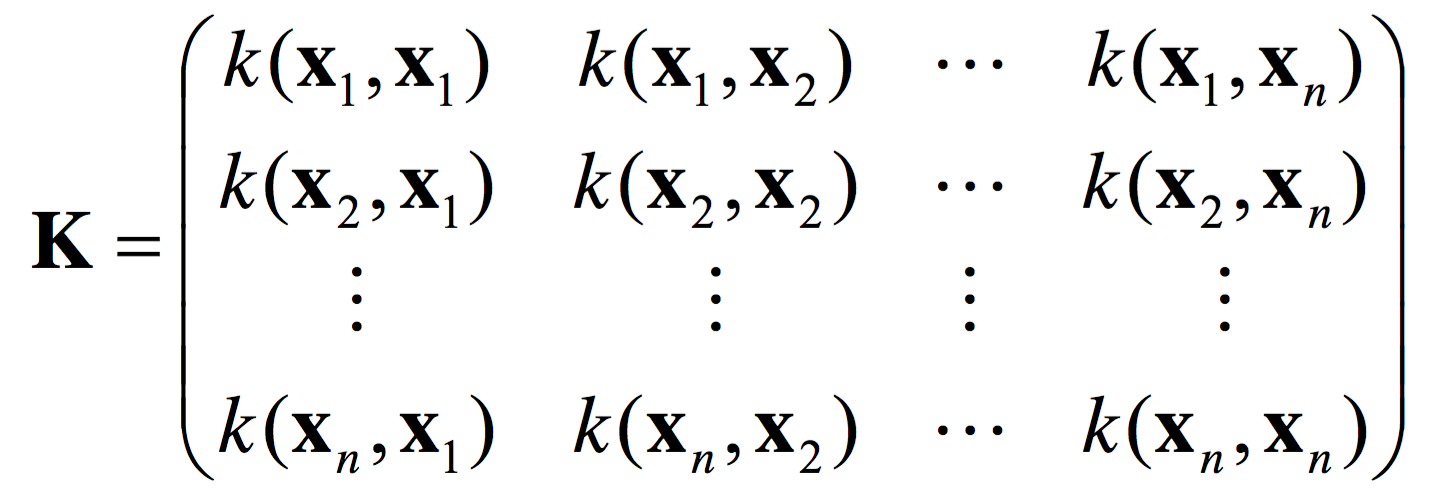 k(x₁,x₁) k(x₁,x₂) ⋯ k(x₁,xₙ)
k(x₂,x₁) k(x₂,x₂) ⋯ k(x₂,xₙ)
K =
⋮ ⋮ ⋮ ⋮
k(xₙ,x₁) k(xₙ,x₂) ⋯ k(xₙ,xₙ)